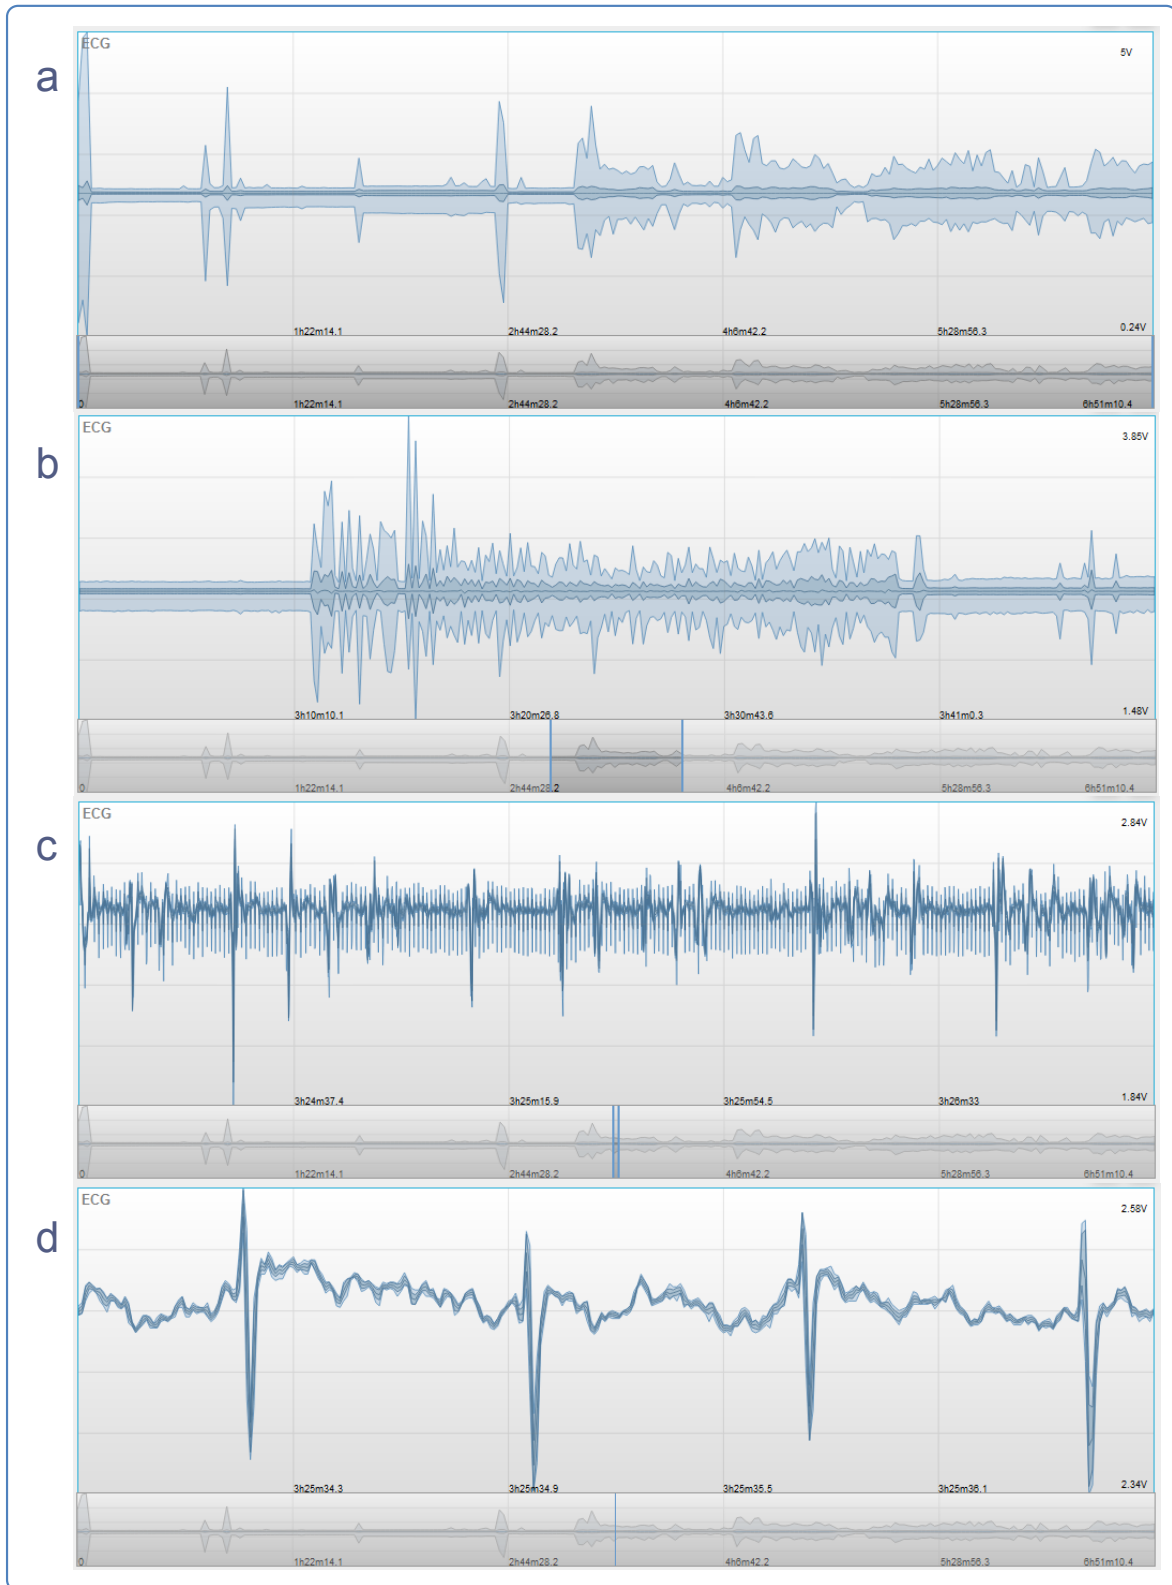 a
ECG
5V
1h22m14.1 2h44m28.2 4h6m42.2 5h28m56.3 0.24V
0 1h22m14.1 2h44m28.2 4h6m42.2 5h28m56.3 6h51m10.4
b
ECG
3.85V
3h10m10.1 3h20m26.8 3h30m43.6 3h41m0.3 1.48V
0 1h22m14.1 2h44m28.2 4h6m42.2 5h28m56.3 6h51m10.4
c
ECG
2.84V
3h24m37.4 3h25m15.9 3h25m54.5 3h26m33 1.84V
0 1h22m14.1 2h44m28.2 4h6m42.2 5h28m56.3 6h51m10.4
d
ECG
2.58V
3h25m34.3 3h25m34.9 3h25m35.5 3h25m36.1 2.34V
0 1h22m14.1 2h44m28.2 4h6m42.2 5h28m56.3 6h51m10.4